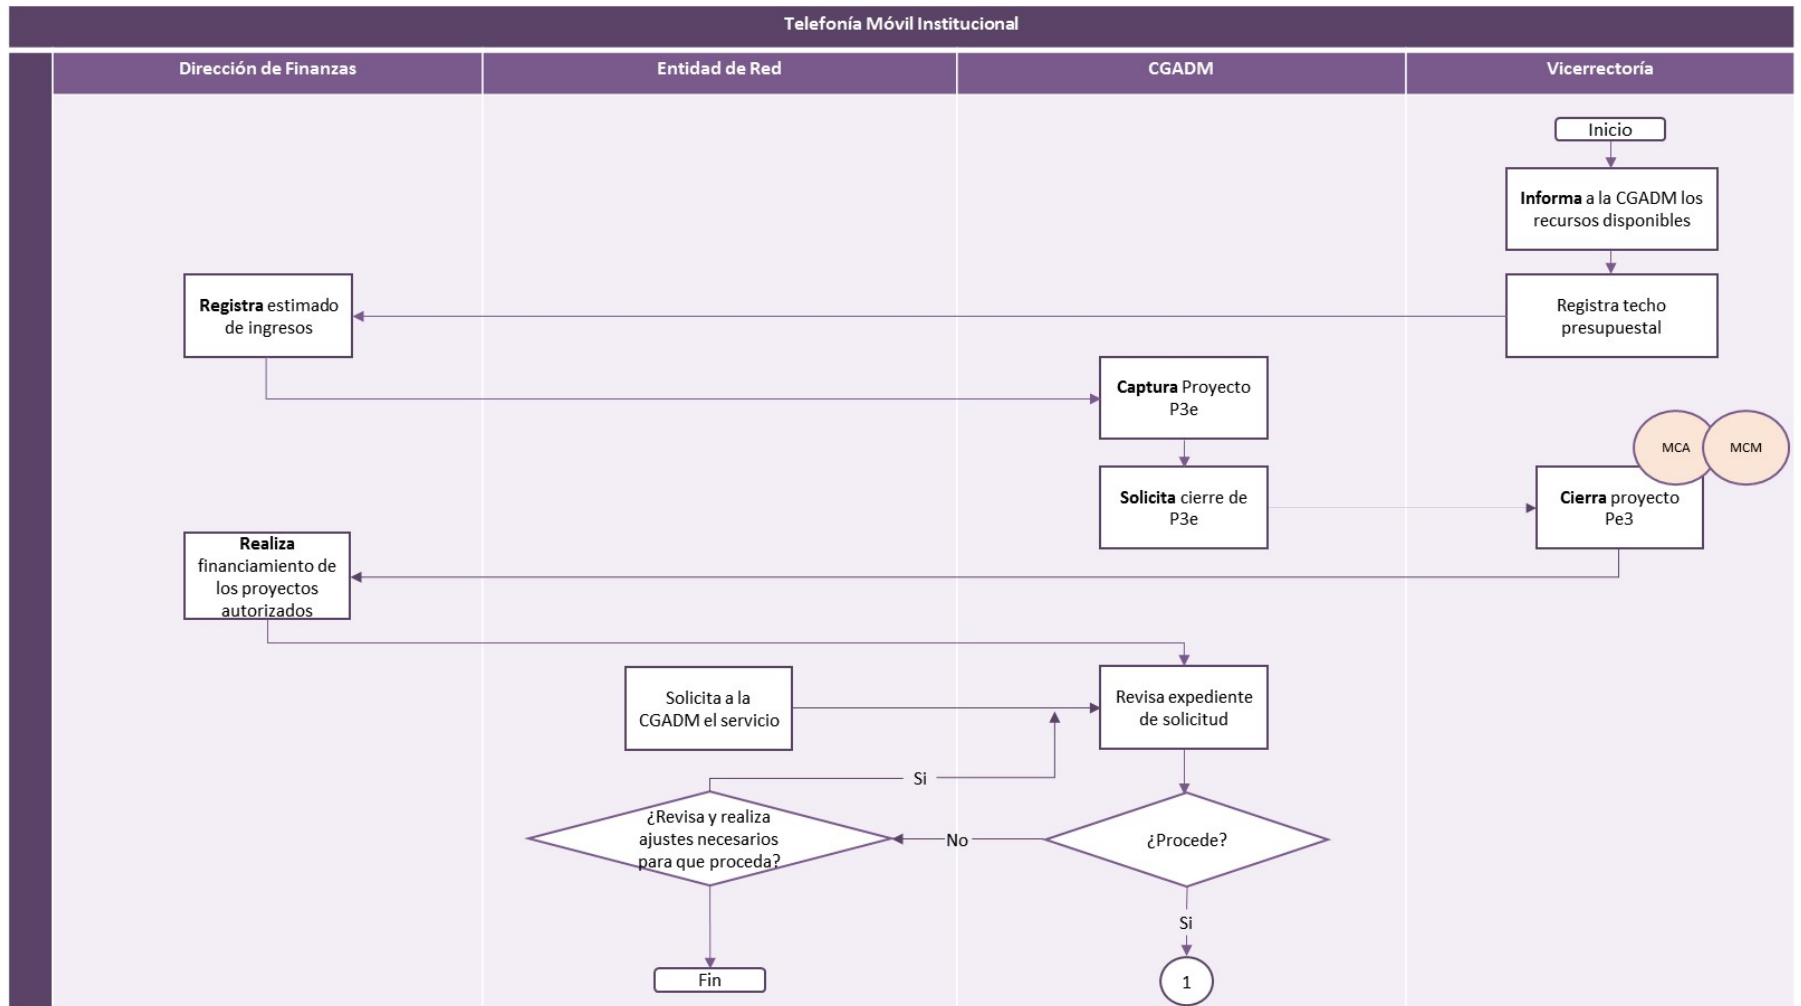 Telefonía Móvil Institucional
Dirección de Finanzas
Entidad de Red
CGADM
Vicerrectoría
Inicio
Informa a la CGADM los
recursos disponibles
Registra estimado
de ingresos
Registra techo
presupuestal
Captura Proyecto
P3e
MCA
MCM
Solicita cierre de
P3e
Cierra proyecto
Pe3
Realiza
financiamiento de
los proyectos
autorizados
Solicita a la
CGADM el servicio
Revisa expediente
de solicitud
Si
¿Revisa y realiza
ajustes necesarios
para que proceda?
No
¿Procede?
Si
Fin
1